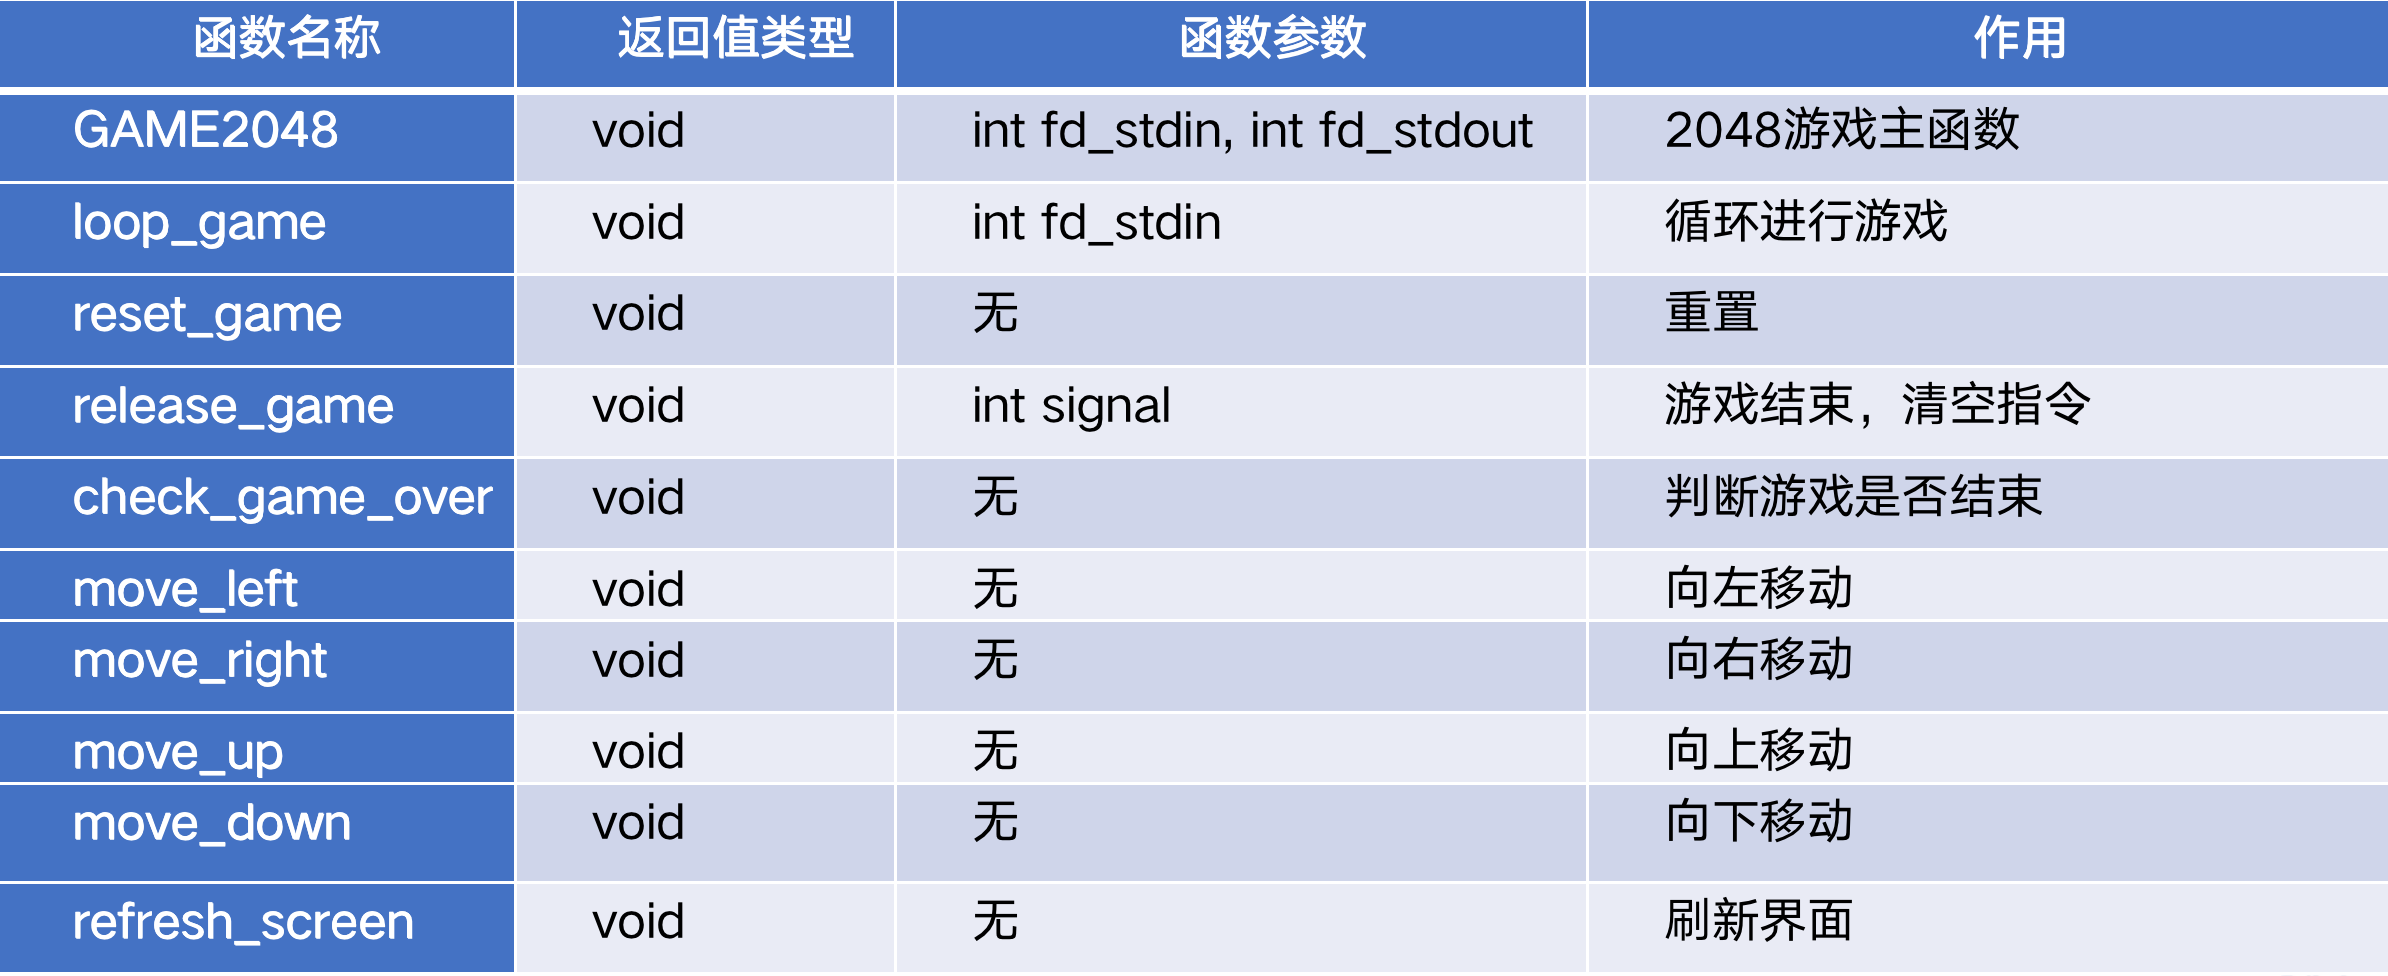 函数名称 返回值类型 函数参数 作用
GAME2048 void int fd_stdin, int fd_stdout 2048游戏主函数
loop_game void int fd_stdin 循环进行游戏
reset_game void 无 重置
release_game void int signal 游戏结束，清空指令
check_game_over void 无 判断游戏是否结束
move_left void 无 向左移动
move_right void 无 向右移动
move_up void 无 向上移动
move_down void 无 向下移动
refresh_screen void 无 刷新界面